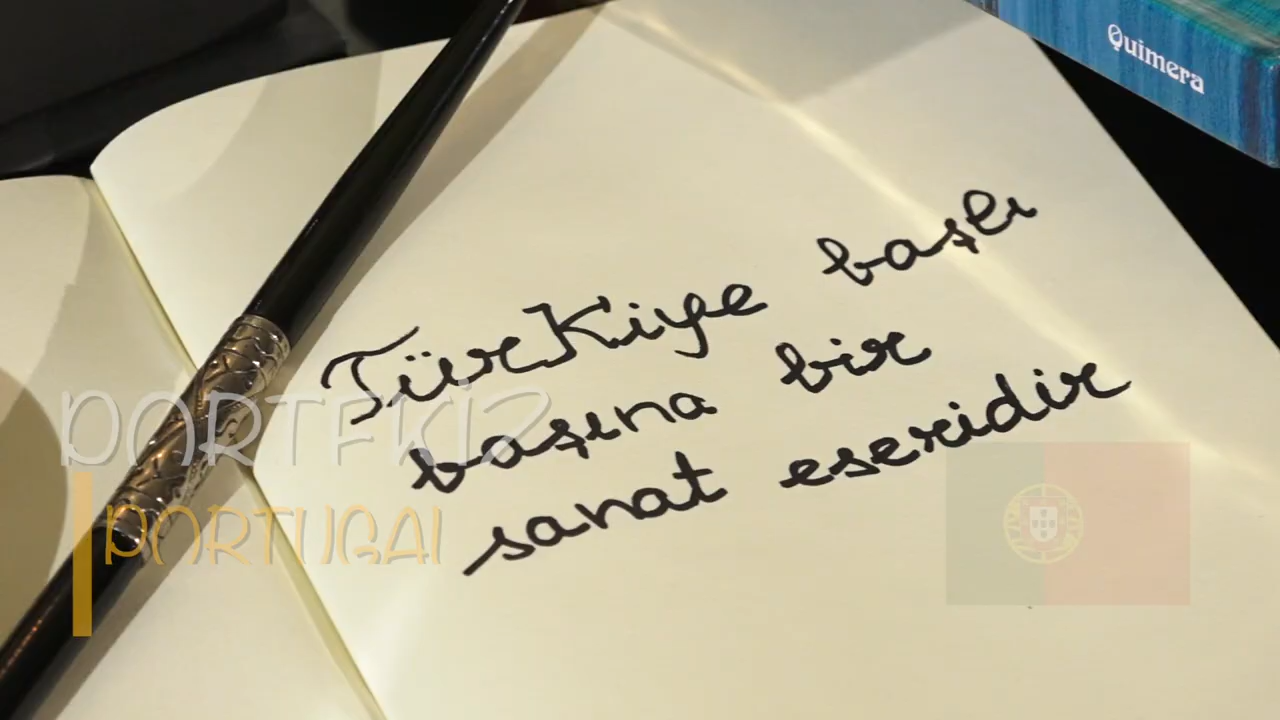 Quimera
Türkiye başlı
başına bir
sanat eseridir
PORTEKİZ
PORTUGAL